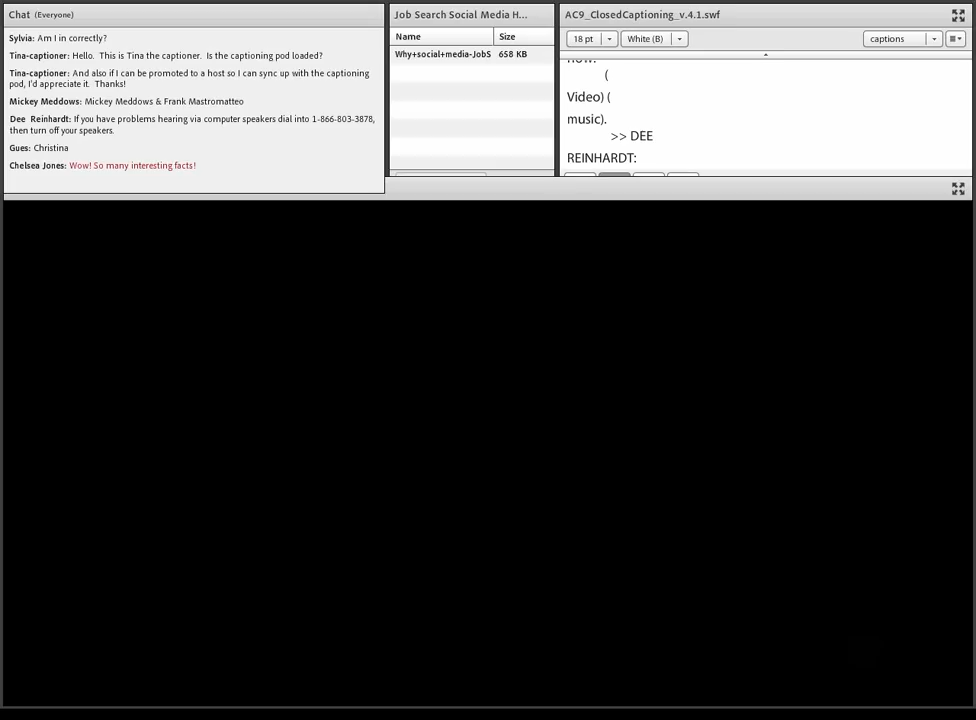 Chat (Everyone)
Sylvia: Am I in correctly?
Tina-captioner: Hello. This is Tina the captioner. Is the captioning pod loaded?
Tina-captioner: And also if I can be promoted to a host so I can sync up with the captioning
pod, I'd appreciate it. Thanks!
Mickey Meddows: Mickey Meddows & Frank Mastromatteo
Dee Reinhardt: If you have problems hearing via computer speakers dial into 1-866-803-3878,
then turn off your speakers.
Gues: Christina
Chelsea Jones: Wow! So many interesting facts!
Job Search Social Media H...
Name Size
Why+social+media-JobS 658 KB
AC9_ClosedCaptioning_v.4.1.swf
18 pt White (B) captions
(
Video) (
music).
>> DEE
REINHARDT: